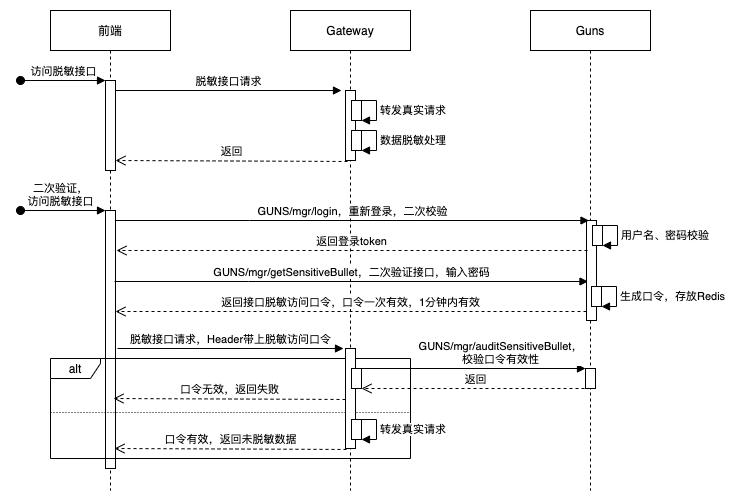 前端
Gateway
Guns
访问脱敏接口
脱敏接口请求
转发真实请求
数据脱敏处理
返回
二次验证，
访问脱敏接口
GUNS/mgr/login，重新登录，二次校验
用户名、密码校验
返回登录token
GUNS/mgr/getSensitiveBullet，二次验证接口，输入密码
生成口令，存放Redis
返回接口脱敏访问口令，口令一次有效，1分钟内有效
脱敏接口请求，Header带上脱敏访问口令
GUNS/mgr/auditSensitiveBullet，
校验口令有效性
alt
返回
口令无效，返回失败
转发真实请求
口令有效，返回未脱敏数据